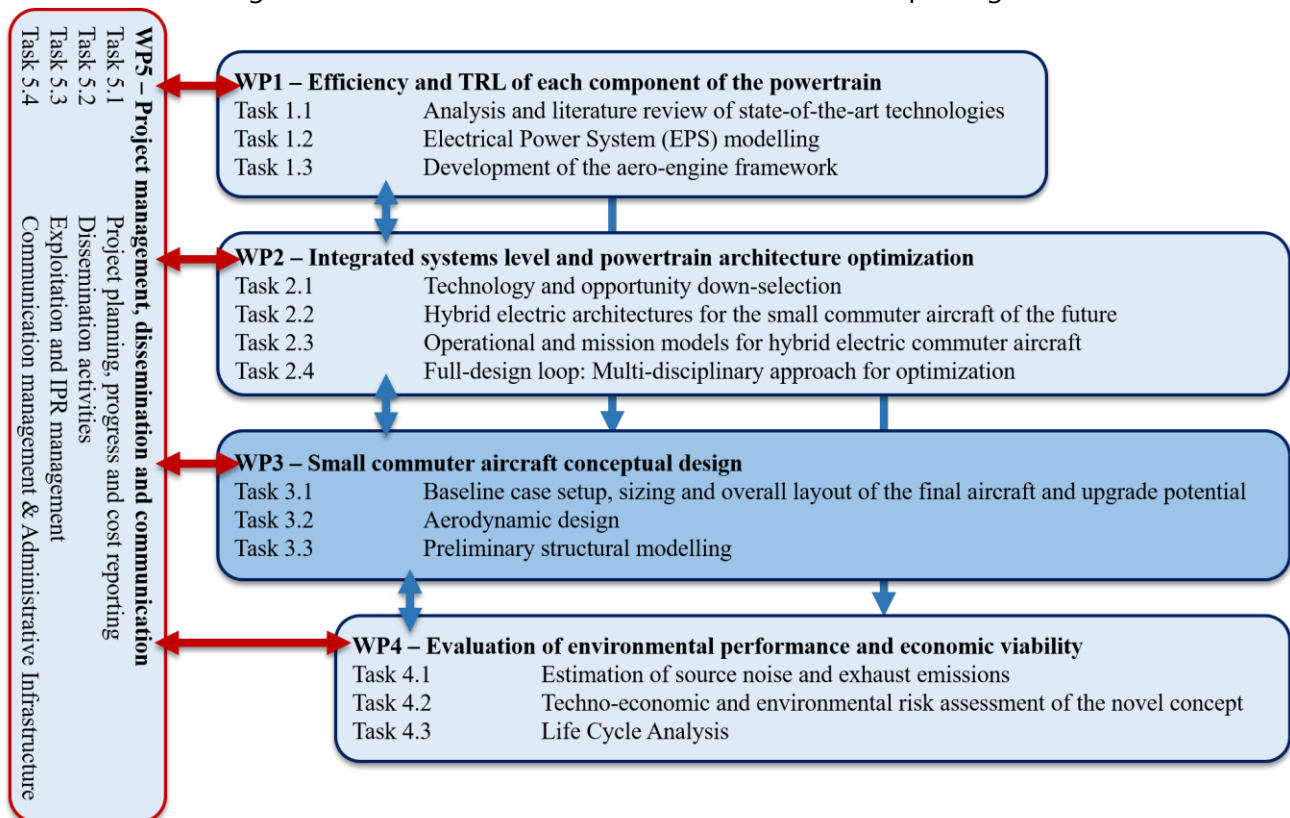 WP5 – Project management, dissemination and communication
Task 5.1 Project planning, progress and cost reporting
Task 5.2 Dissemination activities
Task 5.3 Exploitation and IPR management
Task 5.4 Communication management & Administrative Infrastructure
WP1 – Efficiency and TRL of each component of the powertrain
Task 1.1 Analysis and literature review of state-of-the-art technologies
Task 1.2 Electrical Power System (EPS) modelling
Task 1.3 Development of the aero-engine framework
WP2 – Integrated systems level and powertrain architecture optimization
Task 2.1 Technology and opportunity down-selection
Task 2.2 Hybrid electric architectures for the small commuter aircraft of the future
Task 2.3 Operational and mission models for hybrid electric commuter aircraft
Task 2.4 Full-design loop: Multi-disciplinary approach for optimization
WP3 – Small commuter aircraft conceptual design
Task 3.1 Baseline case setup, sizing and overall layout of the final aircraft and upgrade potential
Task 3.2 Aerodynamic design
Task 3.3 Preliminary structural modelling
WP4 – Evaluation of environmental performance and economic viability
Task 4.1 Estimation of source noise and exhaust emissions
Task 4.2 Techno-economic and environmental risk assessment of the novel concept
Task 4.3 Life Cycle Analysis